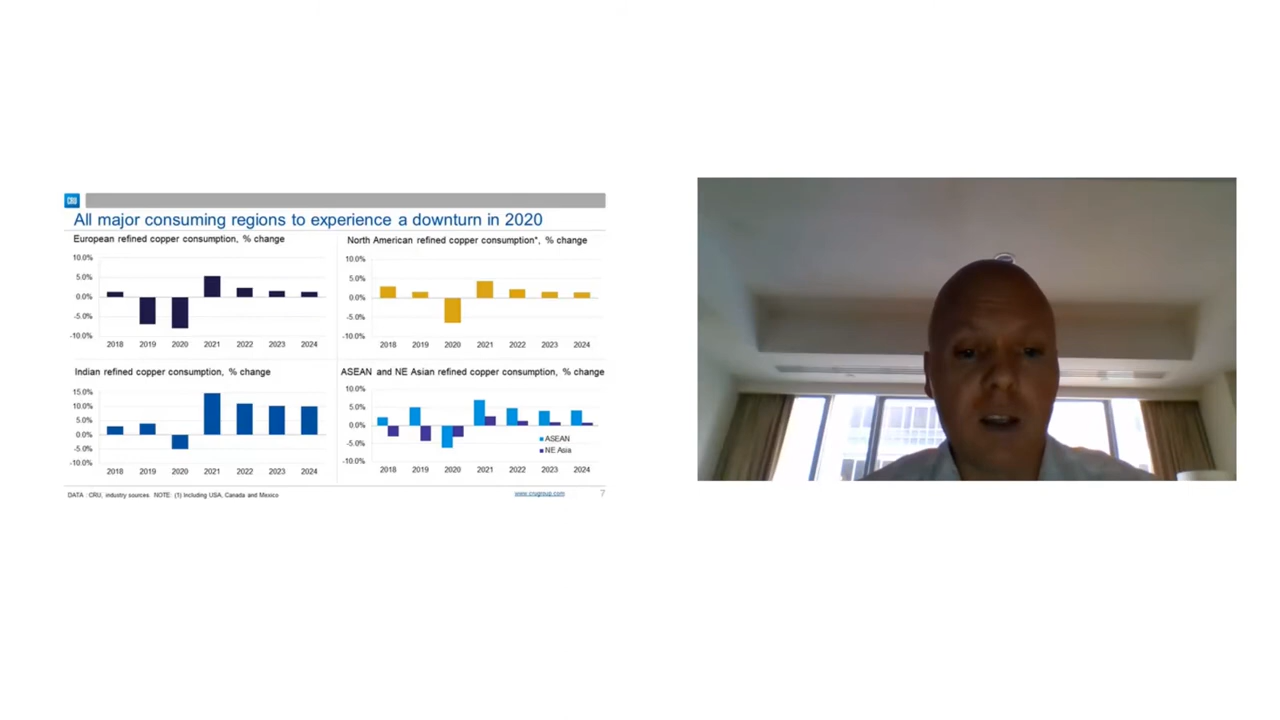 CRU
All major consuming regions to experience a downturn in 2020
European refined copper consumption, % change
10.0%
5.0%
0.0%
-5.0%
-10.0%
2018 2019 2020 2021 2022 2023 2024
North American refined copper consumption*, % change
10.0%
5.0%
0.0%
-5.0%
-10.0%
2018 2019 2020 2021 2022 2023 2024
Indian refined copper consumption, % change
15.0%
10.0%
5.0%
0.0%
-5.0%
-10.0%
2018 2019 2020 2021 2022 2023 2024
ASEAN and NE Asian refined copper consumption, % change
10.0%
5.0%
0.0%
-5.0%
-10.0%
ASEAN
NE Asia
2018 2019 2020 2021 2022 2023 2024
DATA : CRU, industry sources NOTE: (1) Including USA, Canada and Mexico
www.crugroup.com
7